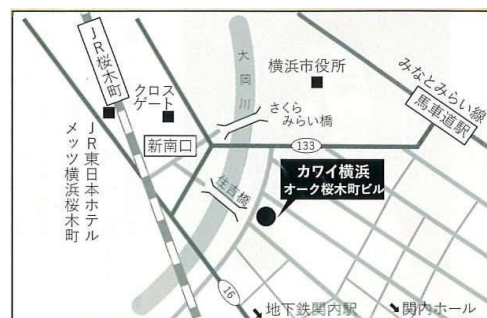 JR桜木町
大岡川
横浜市役所
みなとみらい線
馬車道駅
クロス
ゲート
さくら
みらい橋
新南口
133
JR東日本ホテル
メッツ横浜桜木町
カワイ横浜
オーク桜木町ビル
住吉橋
16
地下鉄関内駅
関内ホール